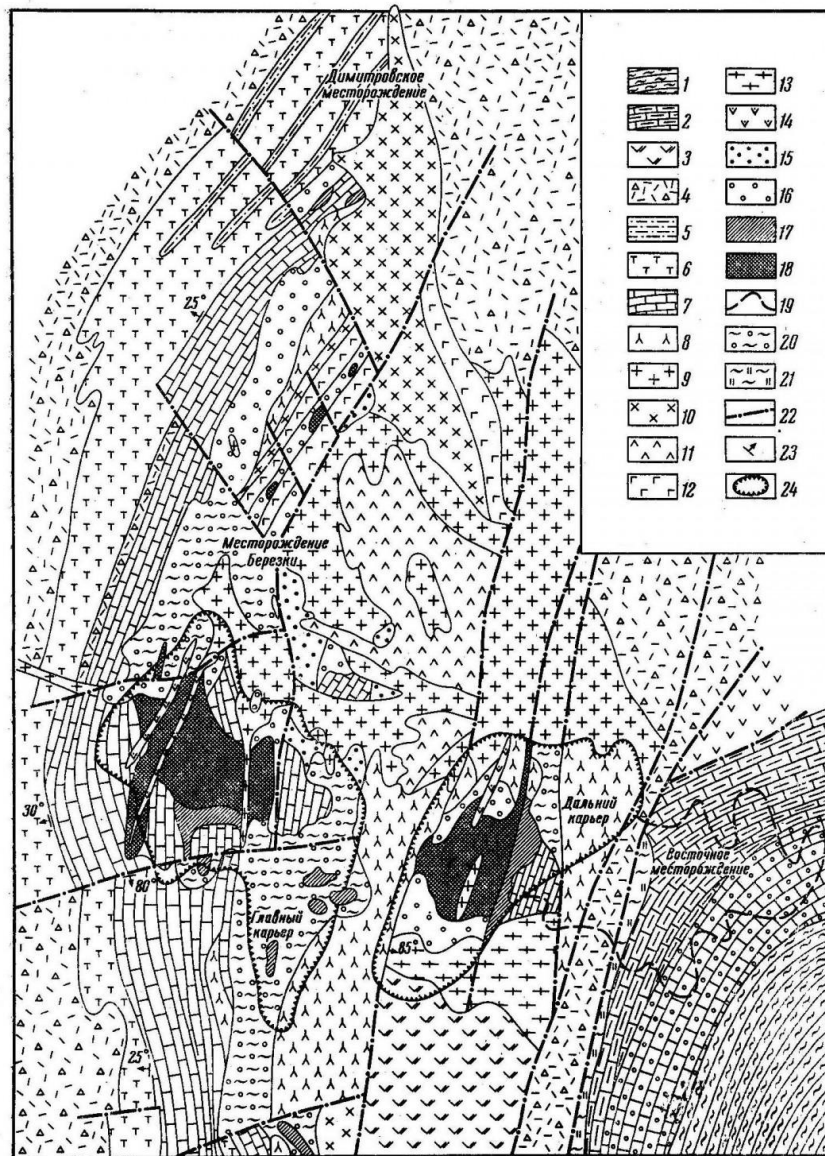 Димитровское
месторождение
25°
Месторождение
Березки
30°
80
Главный
карьер
Дальний
карьер
85°
Восточное
месторождение
25°
1
2
3
4
5
6
7
8
9
10
11
12
13
14
15
16
17
18
19
20
21
22
23
24